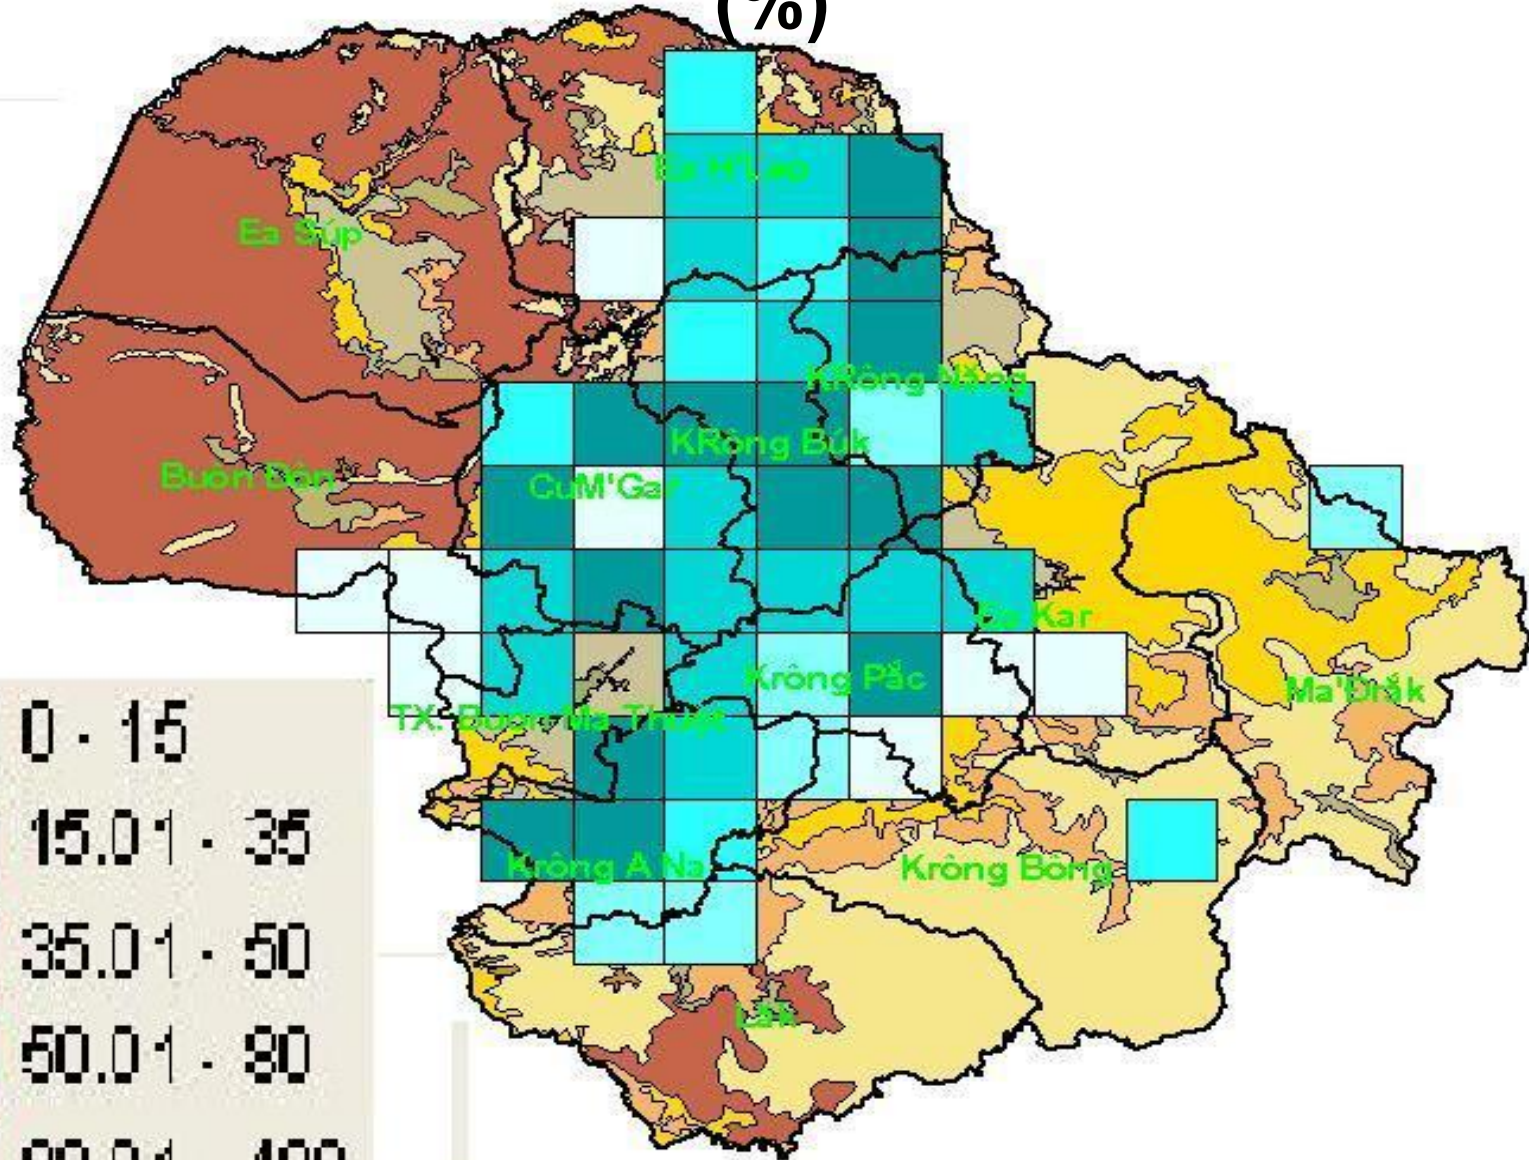 (%)
Ea H'Leo
Ea Súp
KRông Năng
KRông Búk
Buôn Đôn
CuM'Gar
Ea Kar
Krông Pắc
Ma'Đrắk
TX. Buôn Ma Thuột
Krông A Na
Krông Bông
Lắk
0 - 15
15.01 - 35
35.01 - 50
50.01 - 80